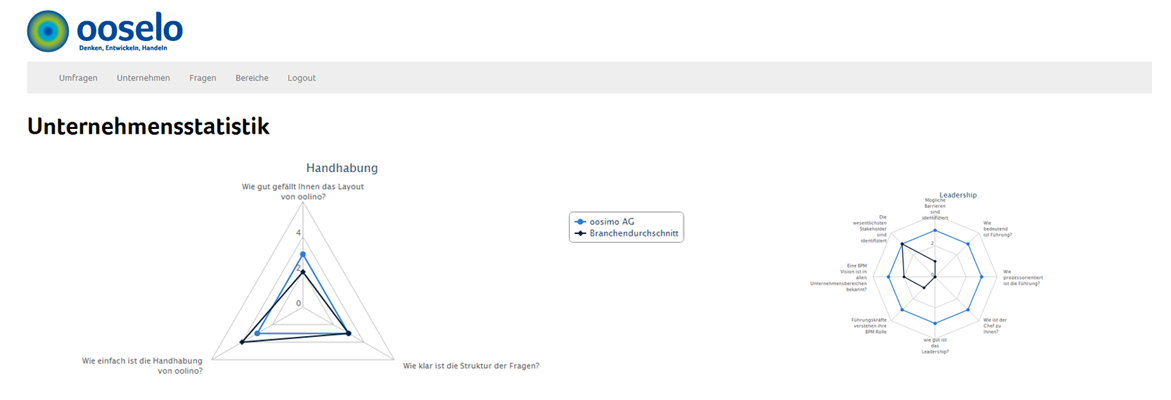 ooselo
Denken, Entwickeln, Handeln
Umfragen Unternehmen Fragen Bereiche Logout
Unternehmensstatistik
Handhabung
Wie gut gefällt Ihnen das Layout
von oolino?
4
2
0
Wie einfach ist die Handhabung
von oolino?
Wie klar ist die Struktur der Fragen?
oosimo AG
Branchendurchschnitt
Leadership
Mögliche
Barrieren
sind
identifiziert
Wie
bedeutend
ist Führung?
Wie
prozessorientiert
ist die Führung?
Wie ist der
Chef zu
Ihnen?
wie gut ist
das
Leadership?
Führungskräfte
verstehen ihre
BPM Rolle
Eine BPM
Vision ist in
allen
Unternehmensbereichen
bekannt?
Die
wesentlichsten
Stakeholder
sind
identifiziert
2